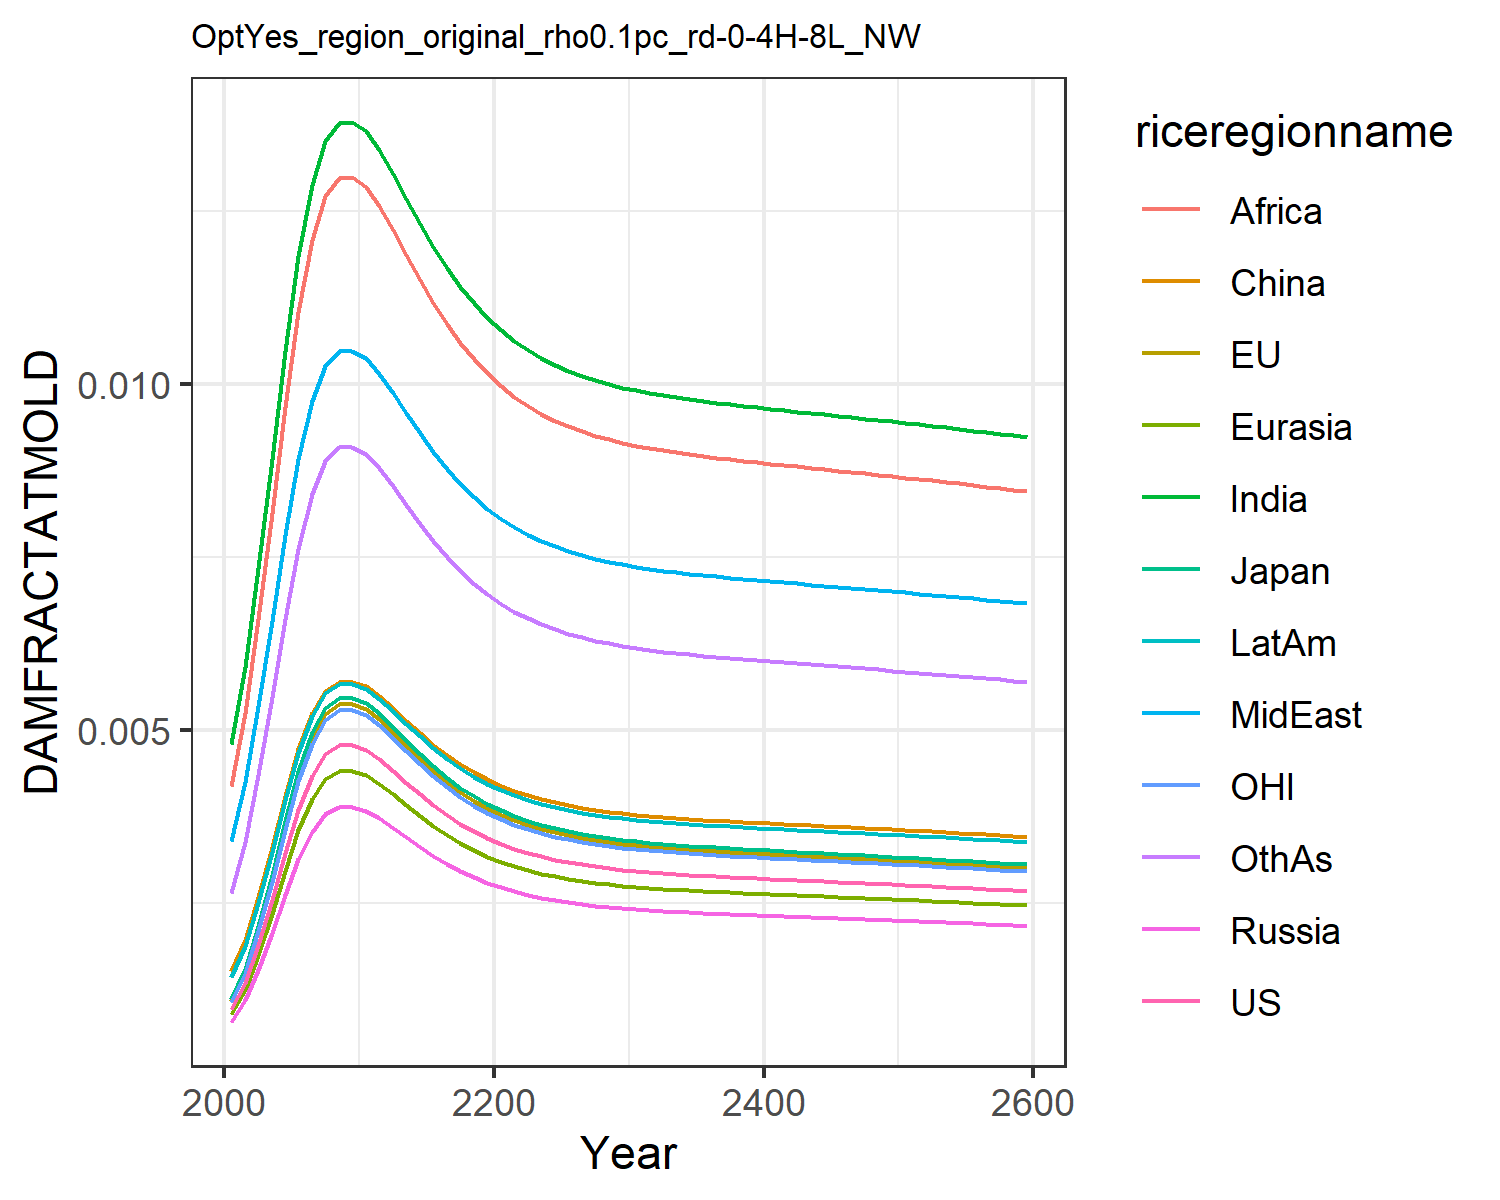 OptYes_region_original_rho0.1pc_rd-0-4H-8L_NW
DAMFRACTATMOLD
0.010
0.005
2000 2200 2400 2600
Year
riceregionname
Africa
China
EU
Eurasia
India
Japan
LatAm
MidEast
OHI
OthAs
Russia
US